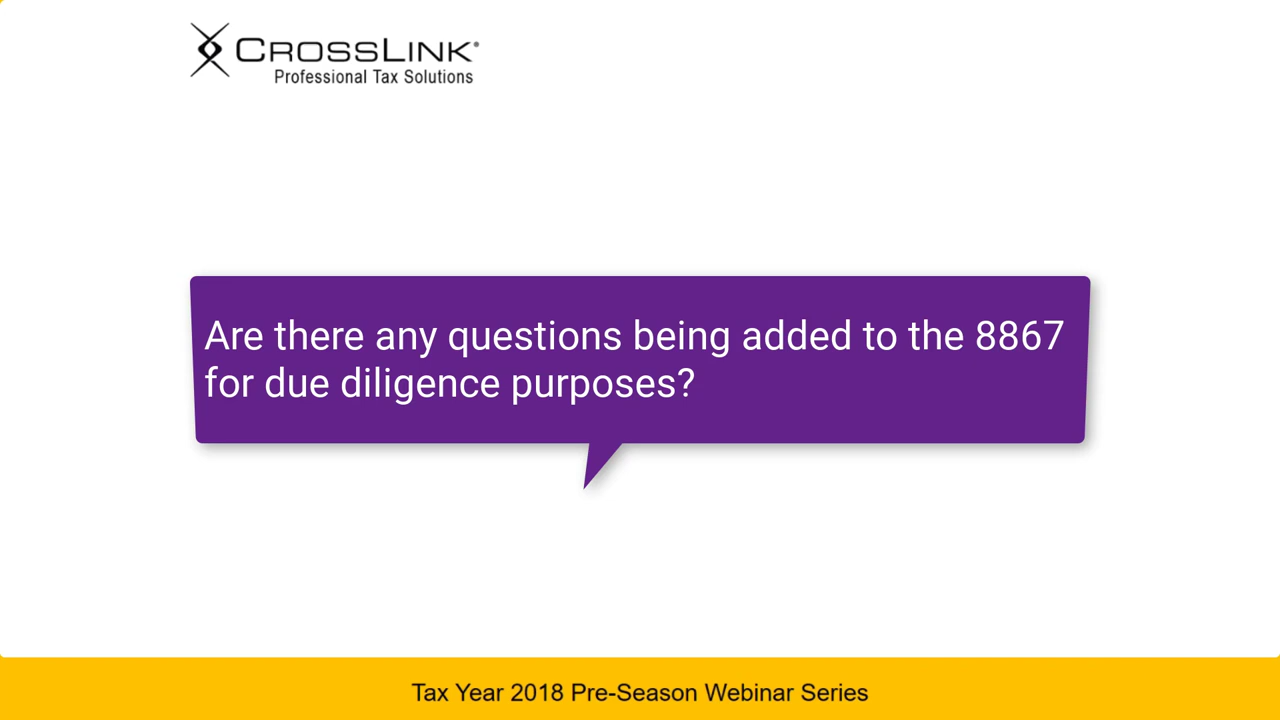 CROSSLINK®
Professional Tax Solutions
Are there any questions being added to the 8867
for due diligence purposes?
Tax Year 2018 Pre-Season Webinar Series